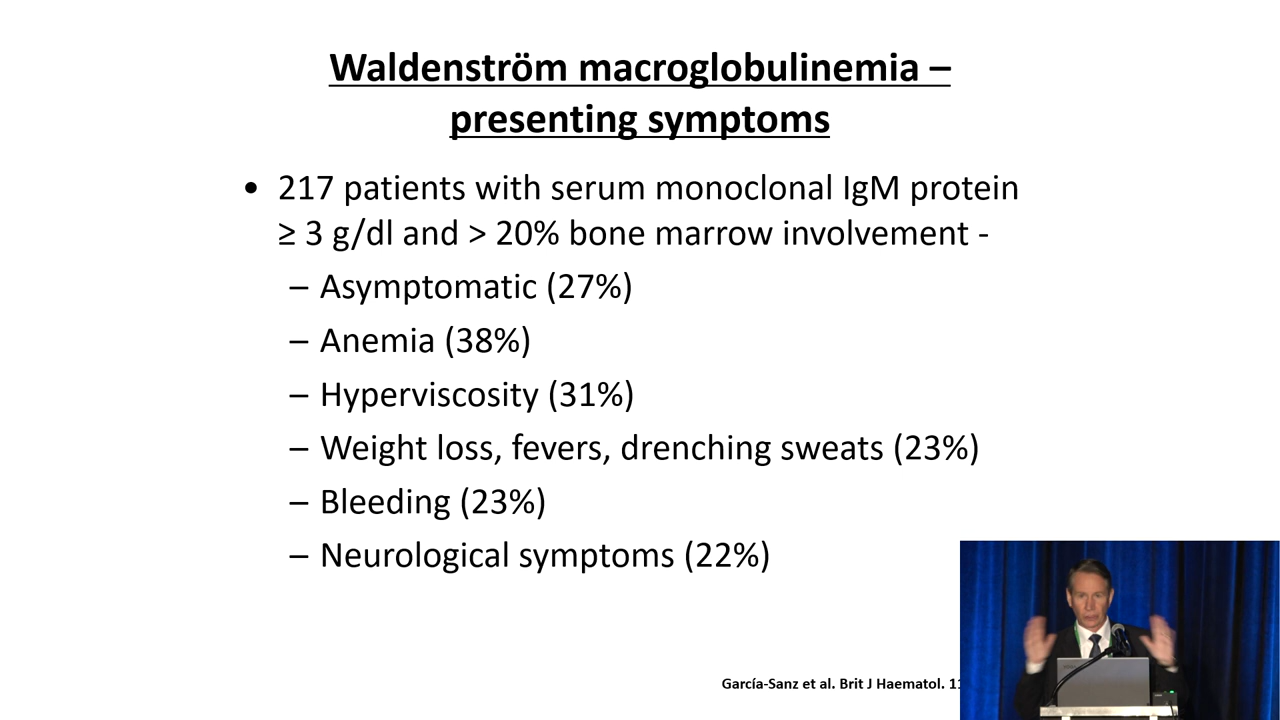 Waldenström macroglobulinemia –
presenting symptoms
• 217 patients with serum monoclonal IgM protein
≥ 3 g/dl and > 20% bone marrow involvement -
– Asymptomatic (27%)
– Anemia (38%)
– Hyperviscosity (31%)
– Weight loss, fevers, drenching sweats (23%)
– Bleeding (23%)
– Neurological symptoms (22%)
García-Sanz et al. Brit J Haematol.